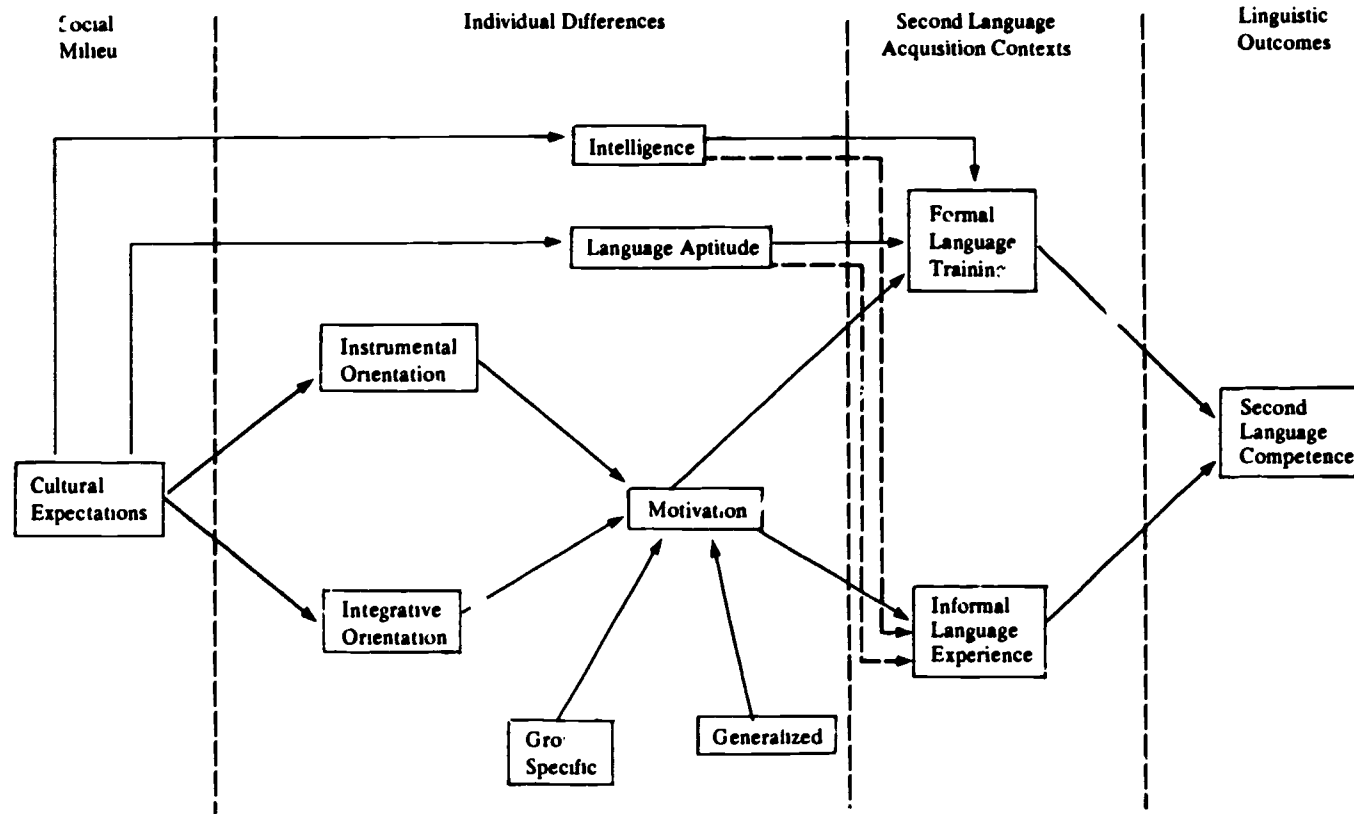 Social
Milieu
Individual Differences
Second Language
Acquisition Contexts
Linguistic
Outcomes
Intelligence
Formal
Language
Training
Language Aptitude
Instrumental
Orientation
Second
Language
Competence
Cultural
Expectations
Motivation
Integrative
Orientation
Informal
Language
Experience
Specific
Generalized